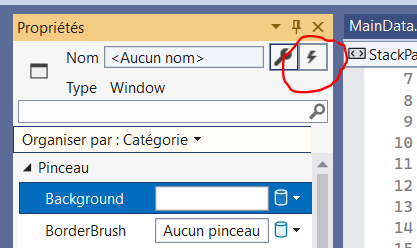 Propriétés
Nom <Aucun nom>
Type Window
Organiser par : Catégorie
Pinceau
Background
BorderBrush Aucun pinceau
MainData.
StackPa
7
8
9
10
11
12
13
14
15
16